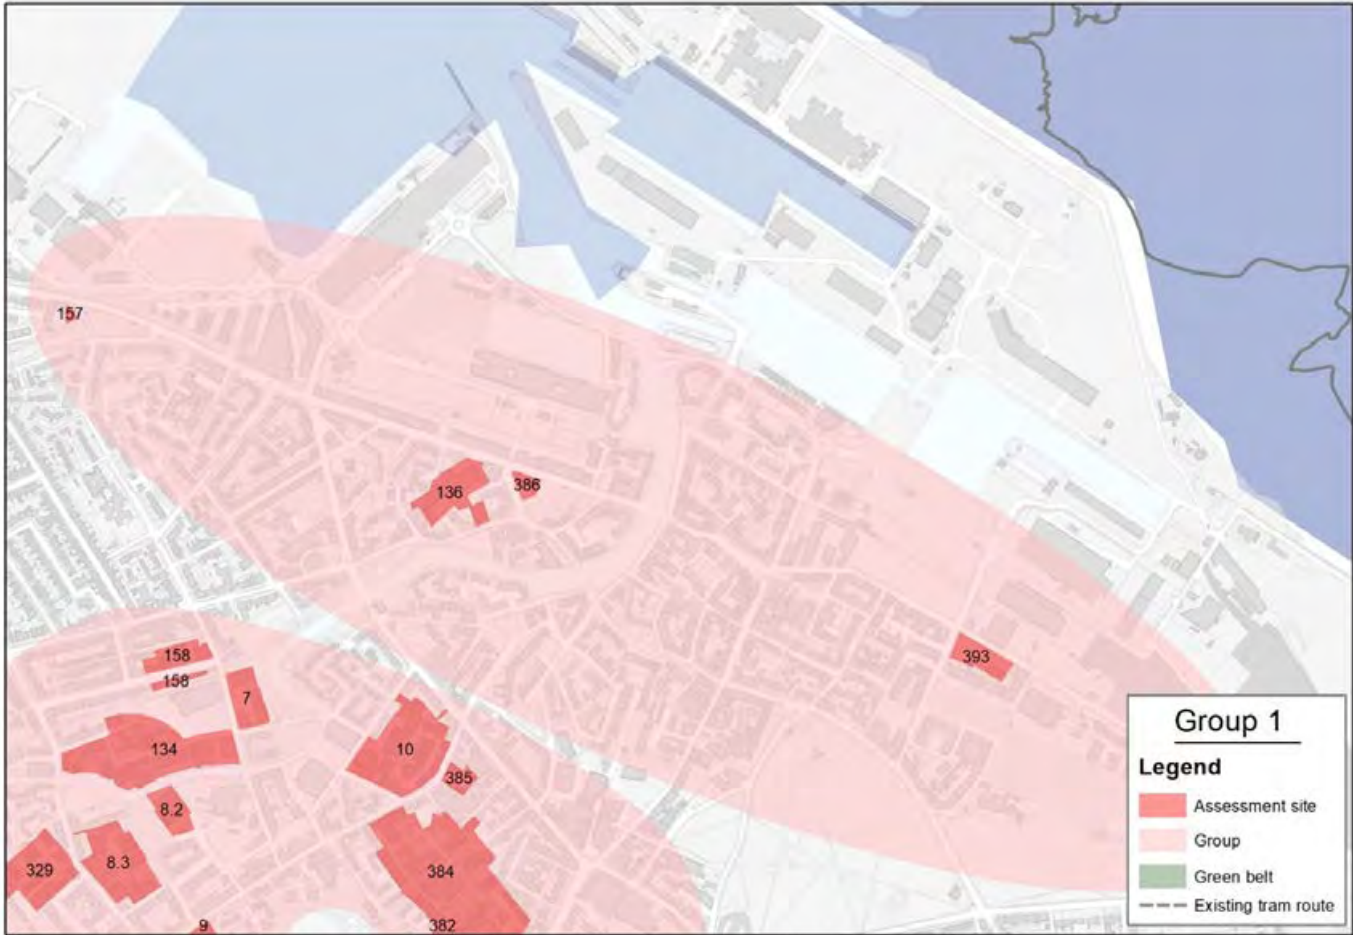 157
136
386
393
158
158
7
134
10
385
8.2
8.3
329
384
9
382
Group 1
Legend
Assessment site
Group
Green belt
Existing tram route